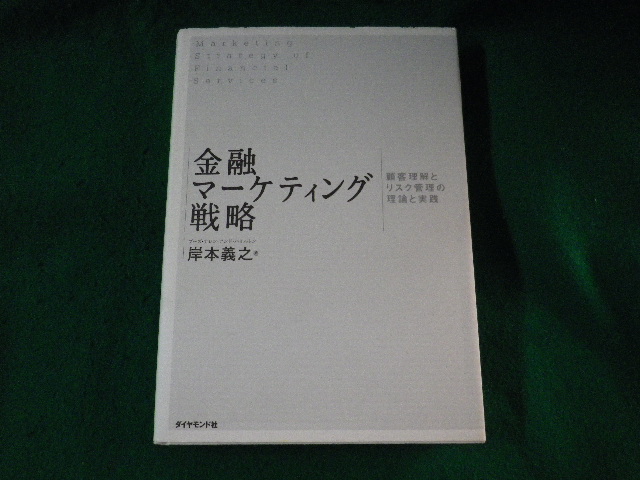 Marketing
Strategy of
Financial
Services
金融
マーケティング
戦略
顧客理解と
リスク管理の
理論と実践
岸本義之 著
ダイヤモンド社